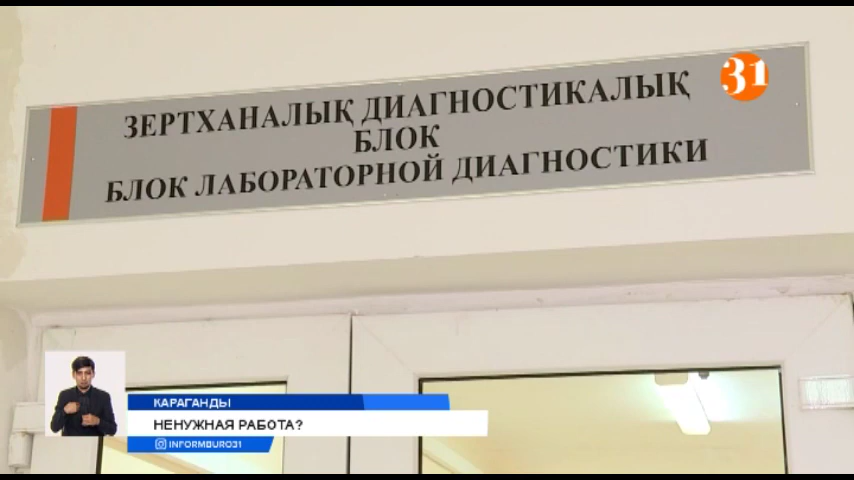 31
ЗЕРТХАНАЛЫҚ ДИАГНОСТИКАЛЫҚ
БЛОК
БЛОК ЛАБОРАТОРНОЙ ДИАГНОСТИКИ
КАРАГАНДЫ
НЕНУЖНАЯ РАБОТА?
INFORMBURO31